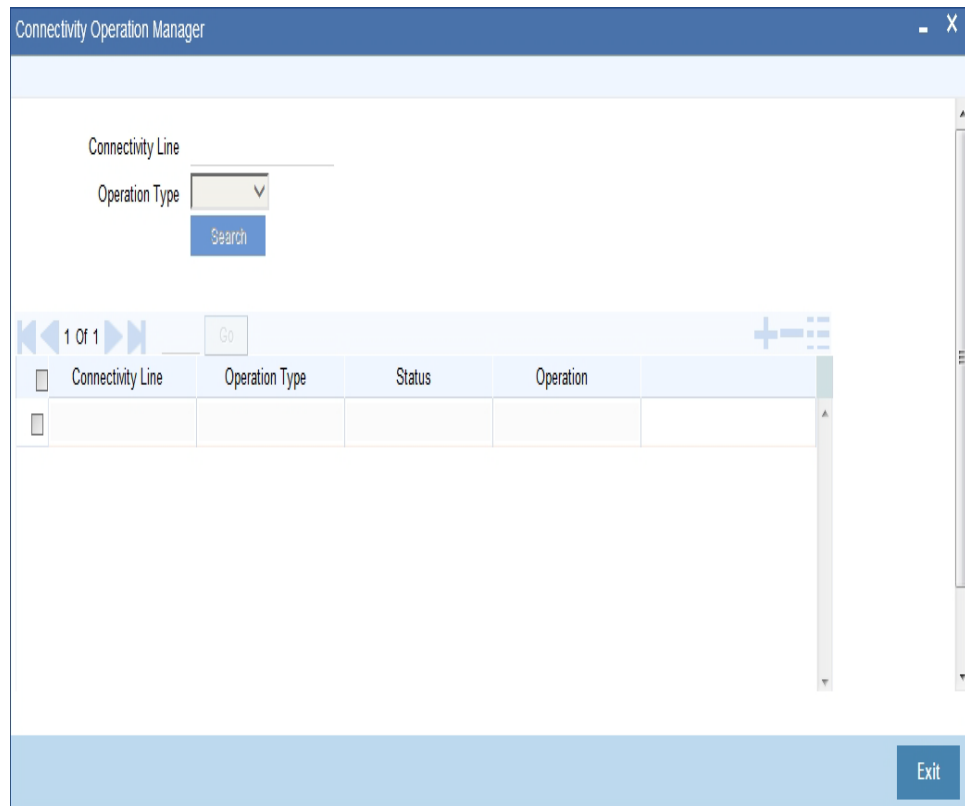 Connectivity Operation Manager
Connectivity Line
Operation Type
Search
1 Of 1
Go
Connectivity Line Operation Type Status Operation
Exit